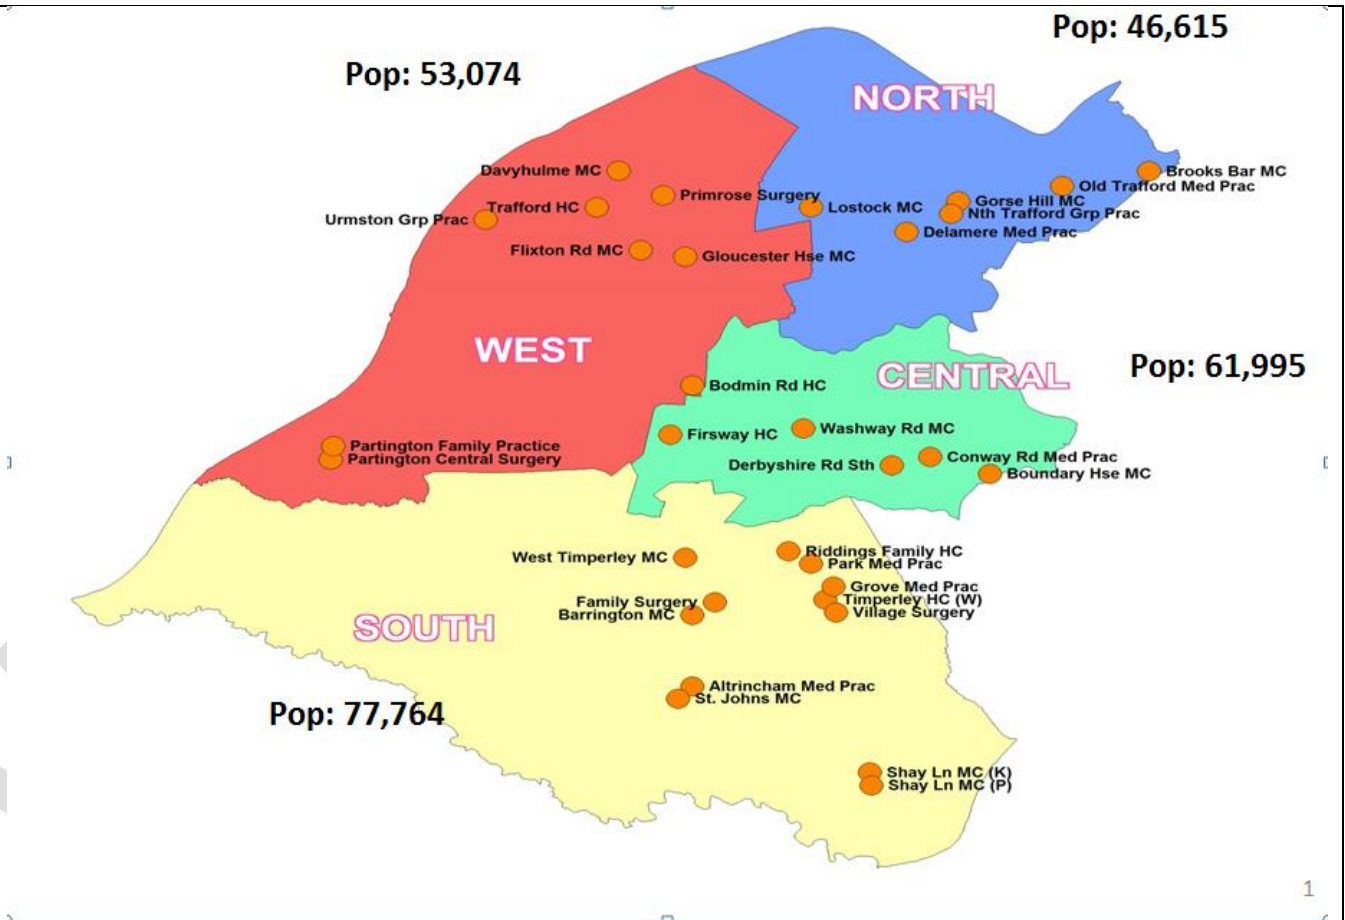 Pop: 46,615
Pop: 53,074
NORTH
Davyhulme MC
Brooks Bar MC
Old Trafford Med Prac
Primrose Surgery
Trafford HC
Lostock MC
Gorse Hill MC
Nth Trafford Grp Prac
Urmston Grp Prac
Delamere Med Prac
Flixton Rd MC
Gloucester Hse MC
WEST
CENTRAL
Pop: 61,995
Bodmin Rd HC
Washway Rd MC
Firsway HC
Partington Family Practice
Partington Central Surgery
Conway Rd Med Prac
Derbyshire Rd Sth
Boundary Hse MC
West Timperley MC
Riddings Family HC
Park Med Prac
Grove Med Prac
Timperley HC (W)
Family Surgery
Village Surgery
Barrington MC
SOUTH
Altrincham Med Prac
St. Johns MC
Pop: 77,764
Shay Ln MC (K)
Shay Ln MC (P)
1